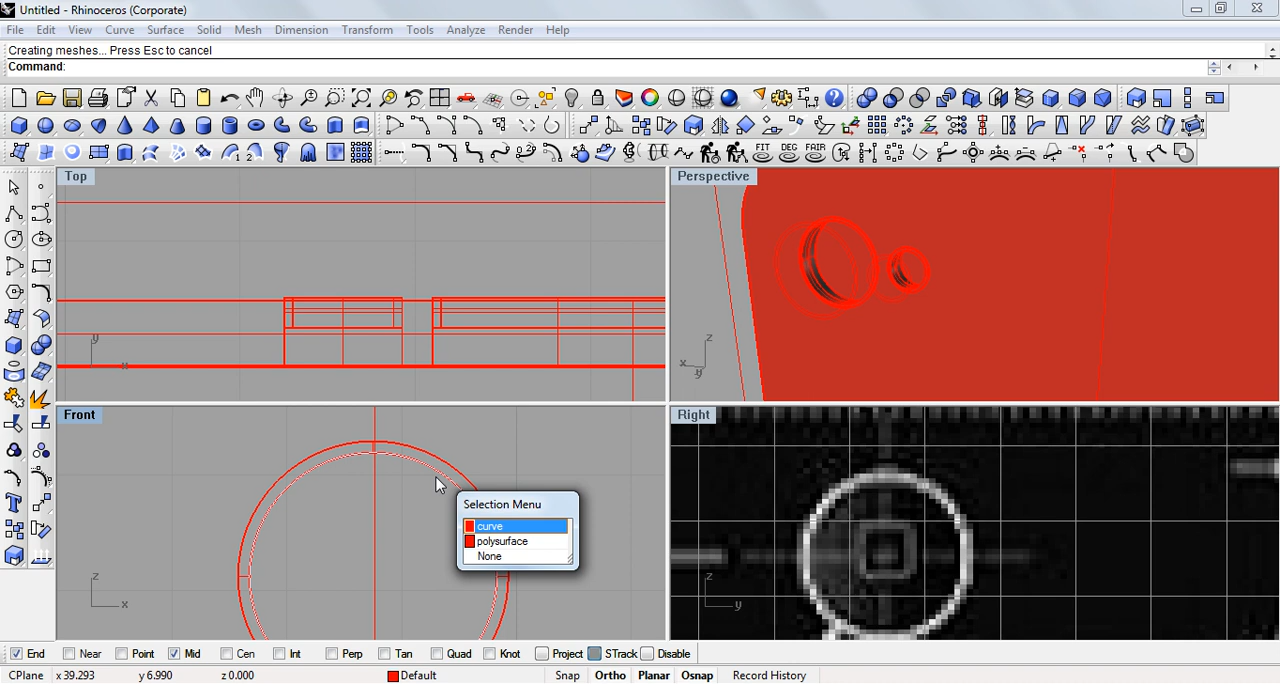 Untitled - Rhinoceros (Corporate)
File Edit View Curve Surface Solid Mesh Dimension Transform Tools Analyze Render Help
Creating meshes... Press Esc to cancel
Command:
FIT DEG FAIR
Top
Perspective
y
x
z
x
y
Front
Right
Selection Menu
curve
polysurface
None
z
x
z
y
End Near Point Mid Cen Int Perp Tan Quad Knot Project STrack Disable
CPlane x 39.293 y 6.990 z 0.000 Default Snap Ortho Planar Osnap Record History